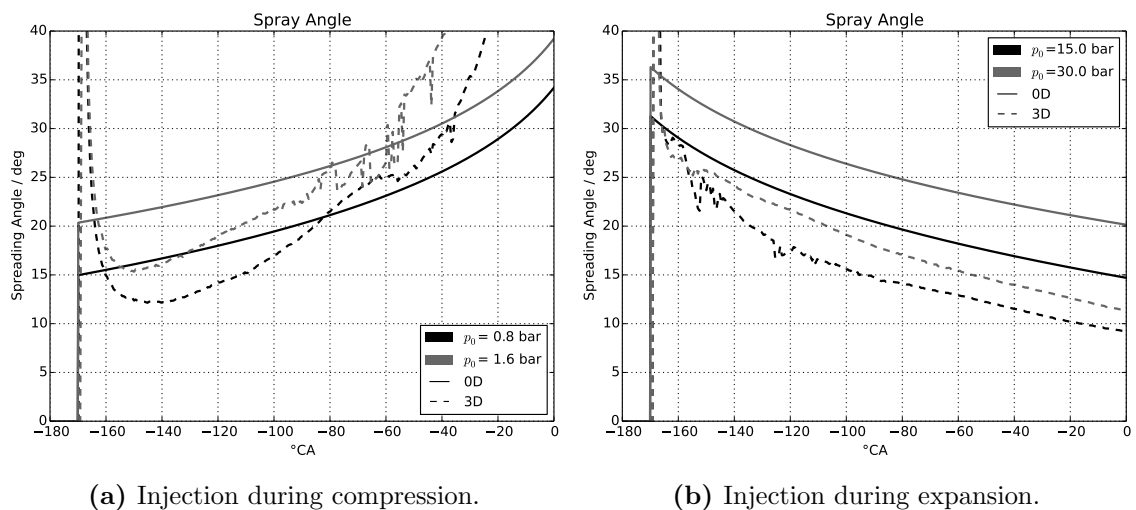 Spray Angle
Spreading Angle / deg
40
35
30
25
20
15
10
5
0
−180 −160 −140 −120 −100 −80 −60 −40 −20 0
°CA
p₀ = 0.8 bar
p₀ = 1.6 bar
0D
3D
(a) Injection during compression.
Spray Angle
Spreading Angle / deg
40
35
30
25
20
15
10
5
0
−180 −160 −140 −120 −100 −80 −60 −40 −20 0
°CA
p₀ = 15.0 bar
p₀ = 30.0 bar
0D
3D
(b) Injection during expansion.